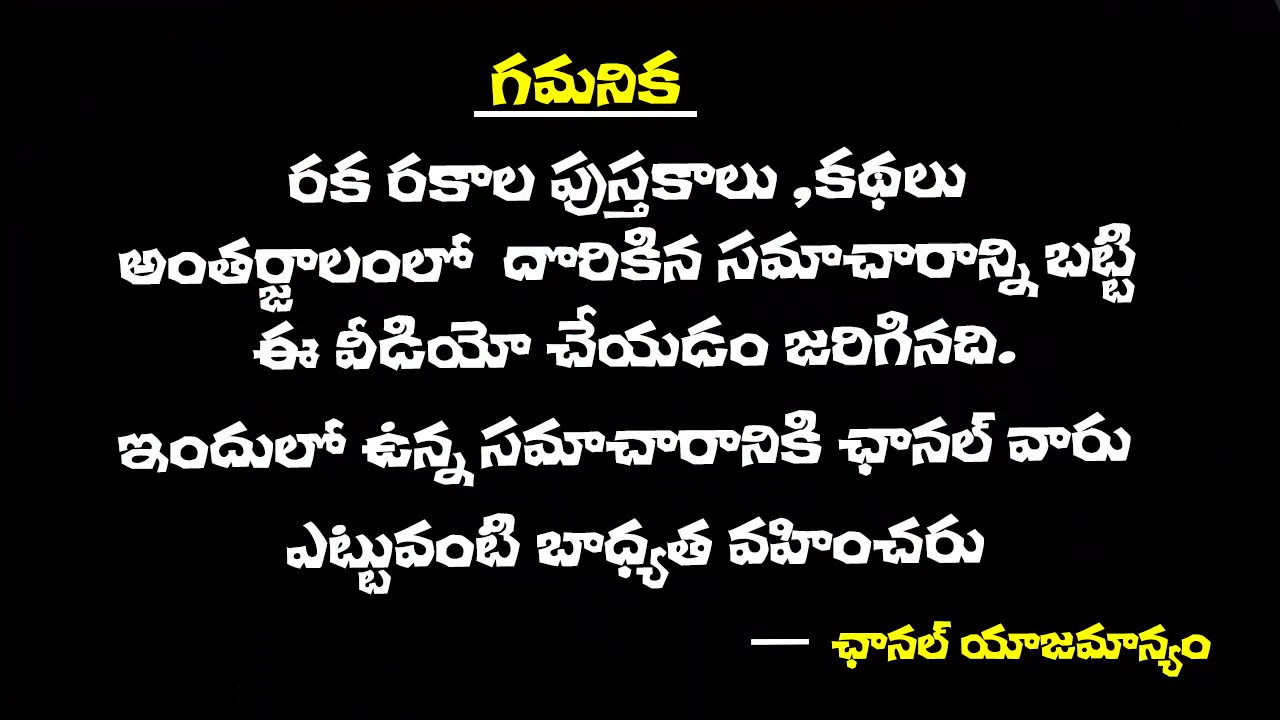 గమనిక
రక రకాల పుస్తకాలు ,కథలు
అంతర్జాలంలో దొరికిన సమాచారాన్ని బట్టి
ఈ వీడియో చేయడం జరిగినది.
ఇందులో ఉన్న సమాచారానికి ఛానల్ వారు
ఎట్టువంటి బాధ్యత వహించరు
— ఛానల్ యాజమాన్యం